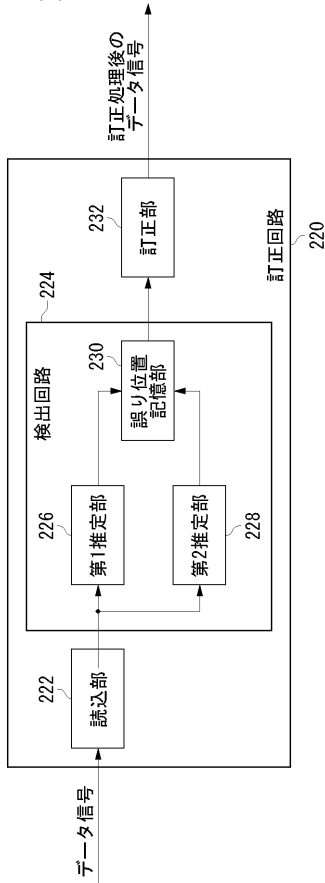 データ信号
222
読込部
検出回路
224
226
第1推定部
228
第2推定部
230
誤り位置
記憶部
232
訂正部
訂正回路
220
訂正処理後の
データ信号